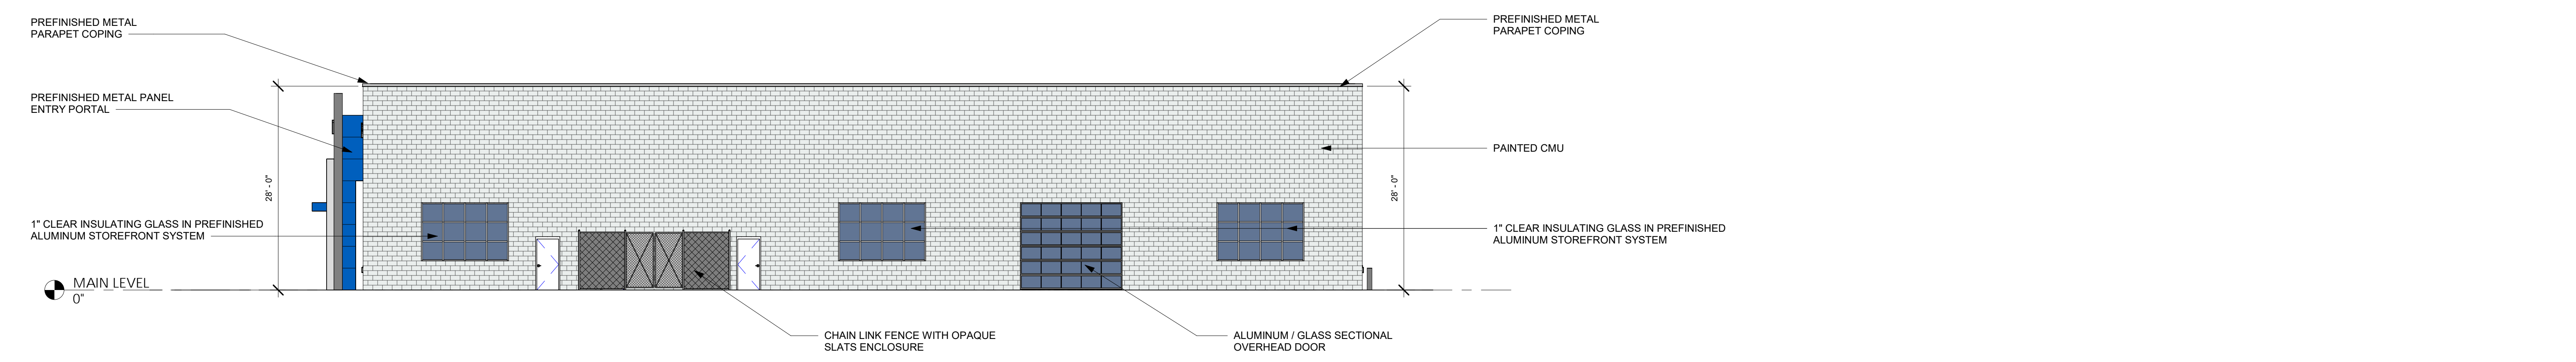 PREFINISHED METAL
PARAPET COPING
PREFINISHED METAL PANEL
ENTRY PORTAL
28' - 0"
1" CLEAR INSULATING GLASS IN PREFINISHED
ALUMINUM STOREFRONT SYSTEM
MAIN LEVEL
0"
CHAIN LINK FENCE WITH OPAQUE
SLATS ENCLOSURE
ALUMINUM / GLASS SECTIONAL
OVERHEAD DOOR
PREFINISHED METAL
PARAPET COPING
PAINTED CMU
28' - 0"
1" CLEAR INSULATING GLASS IN PREFINISHED
ALUMINUM STOREFRONT SYSTEM